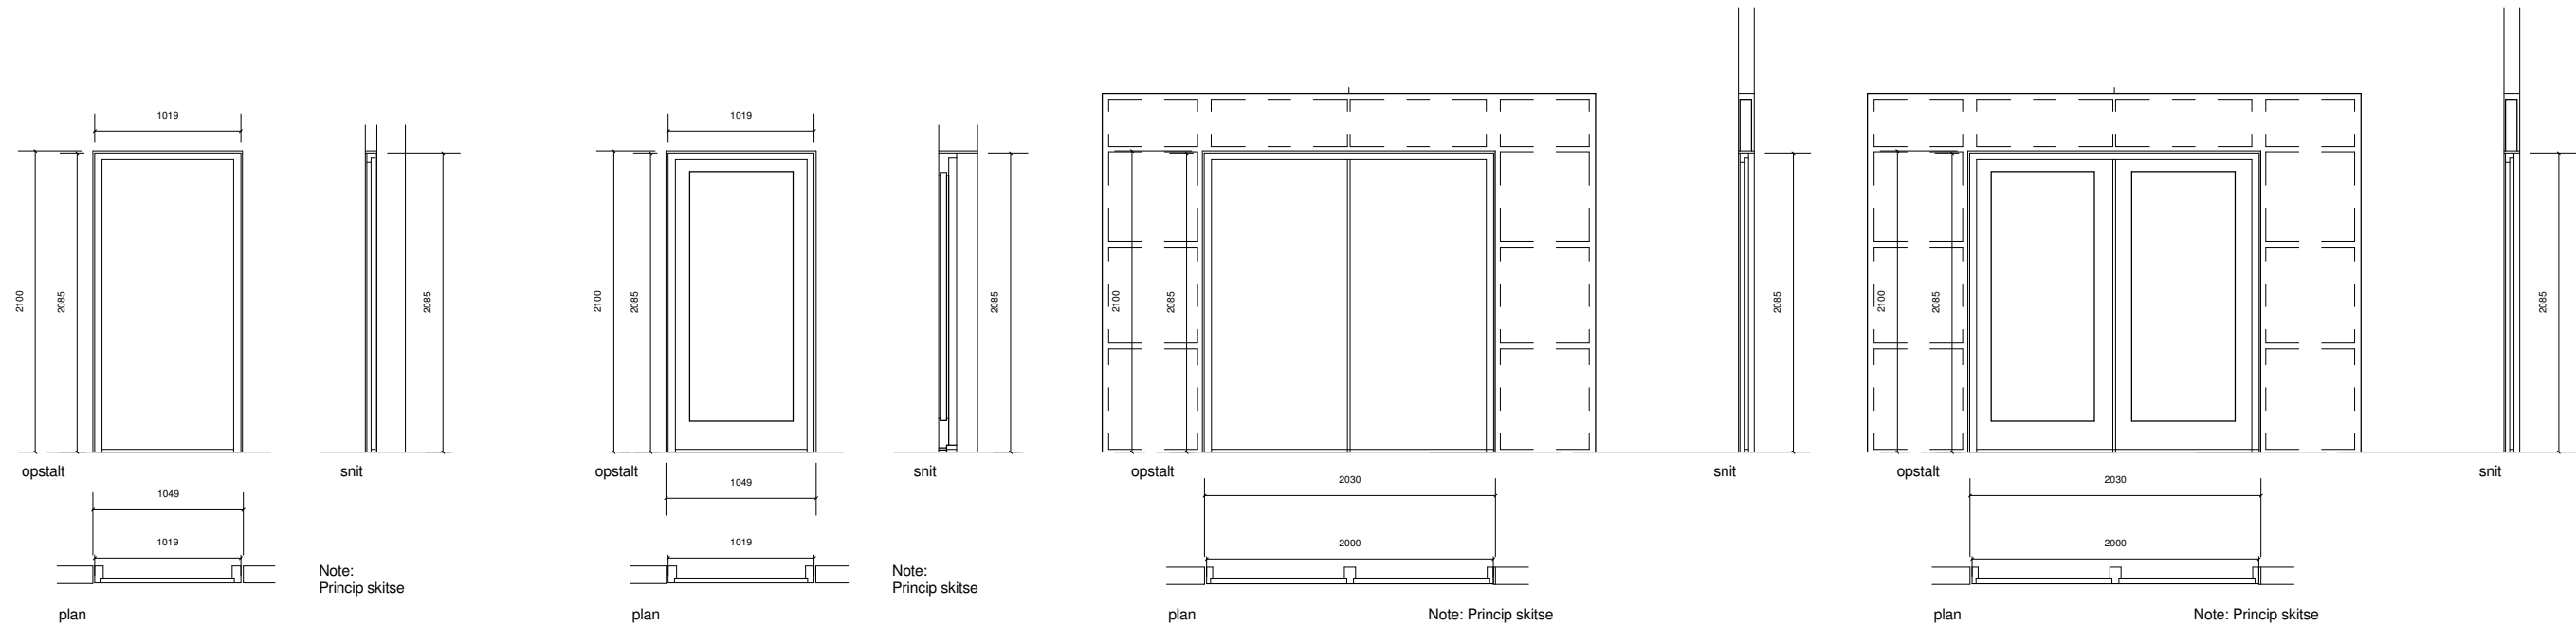 1019
2100
2085
2085
opstalt
snit
1049
1019
Note:
Princip skitse
plan
1019
2100
2085
2085
opstalt
snit
1049
1019
Note:
Princip skitse
plan
2100
2085
2085
opstalt
snit
2030
2000
plan
Note: Princip skitse
2100
2085
2085
opstalt
snit
2030
2000
plan
Note: Princip skitse